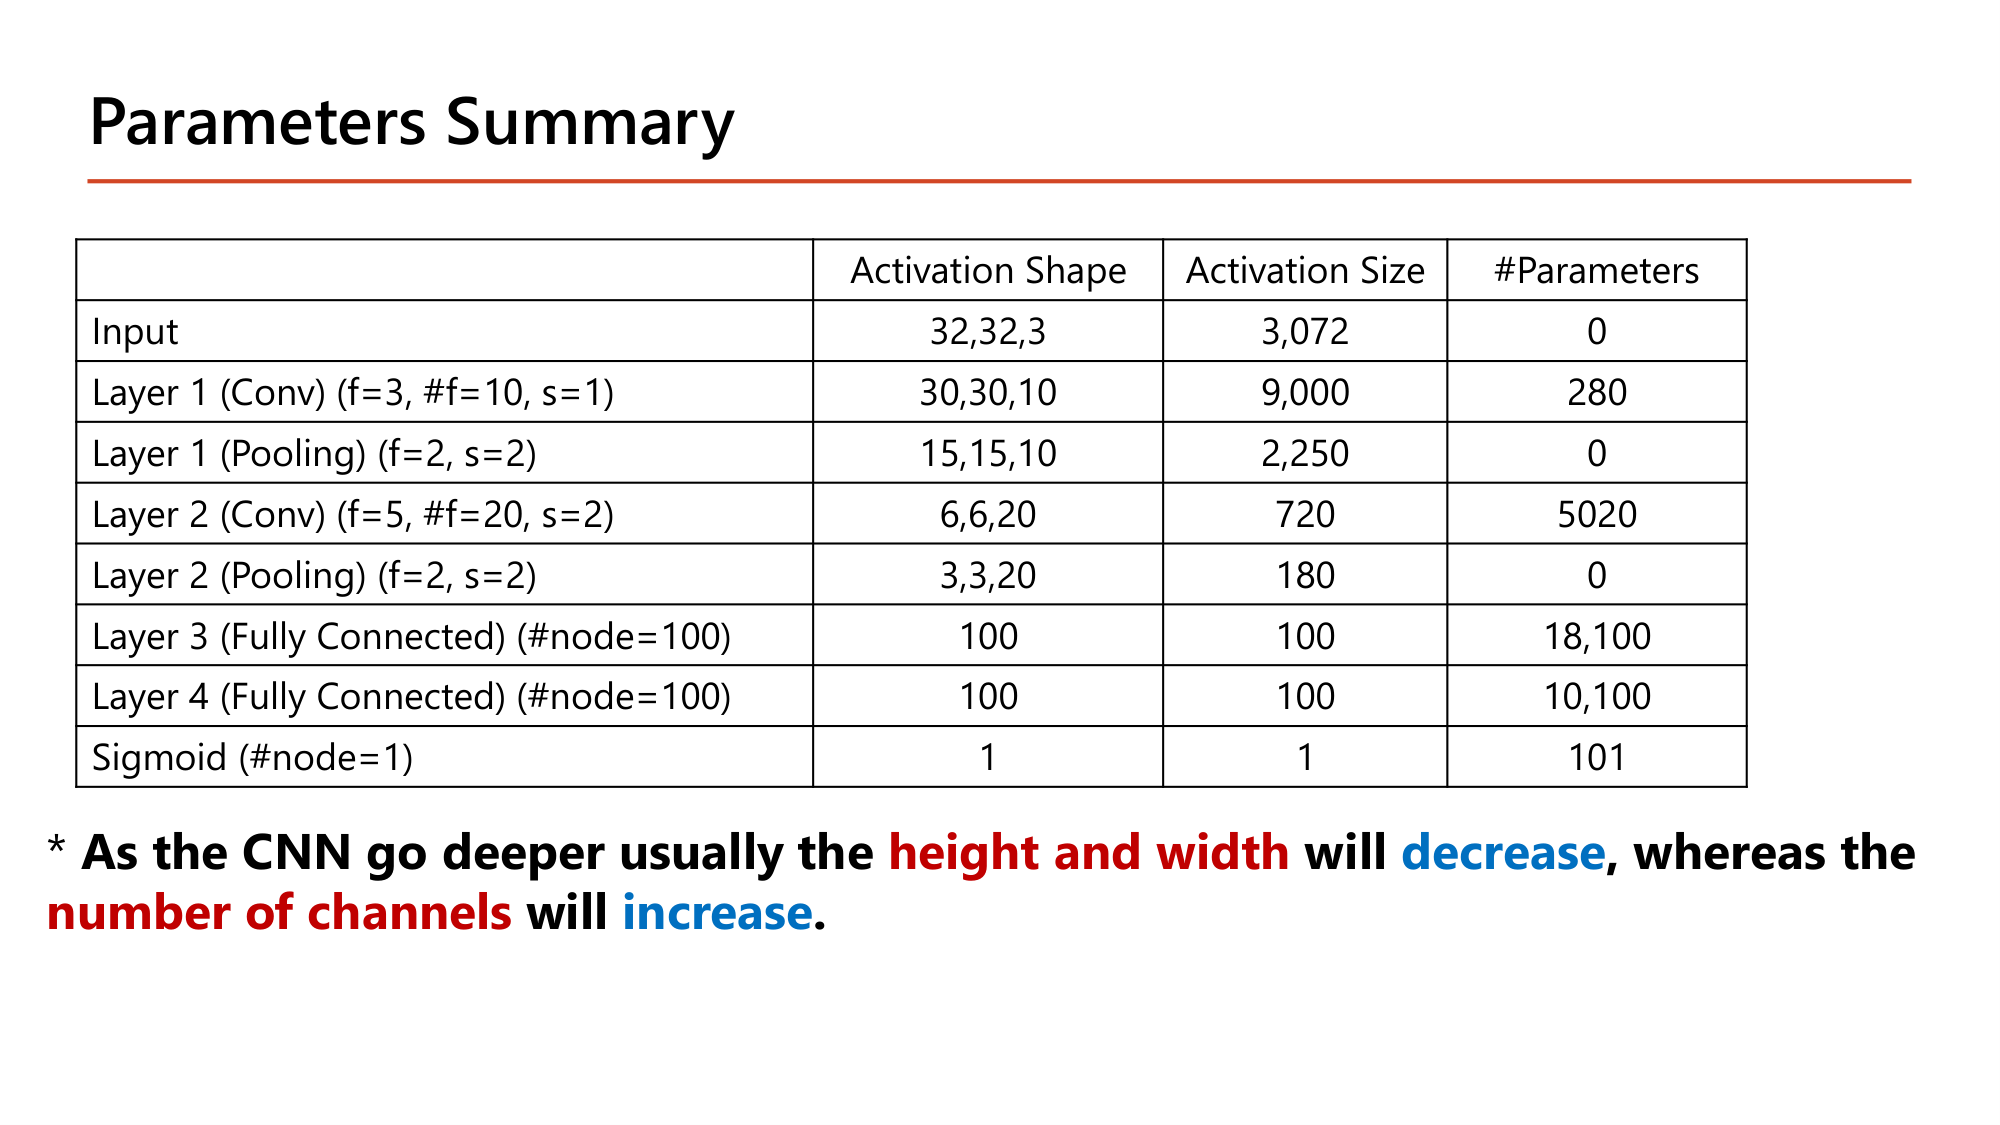 Parameters Summary
Activation Shape Activation Size #Parameters
Input 32,32,3 3,072 0
Layer 1 (Conv) (f=3, #f=10, s=1) 30,30,10 9,000 280
Layer 1 (Pooling) (f=2, s=2) 15,15,10 2,250 0
Layer 2 (Conv) (f=5, #f=20, s=2) 6,6,20 720 5020
Layer 2 (Pooling) (f=2, s=2) 3,3,20 180 0
Layer 3 (Fully Connected) (#node=100) 100 100 18,100
Layer 4 (Fully Connected) (#node=100) 100 100 10,100
Sigmoid (#node=1) 1 1 101
* As the CNN go deeper usually the height and width will decrease, whereas the
number of channels will increase.